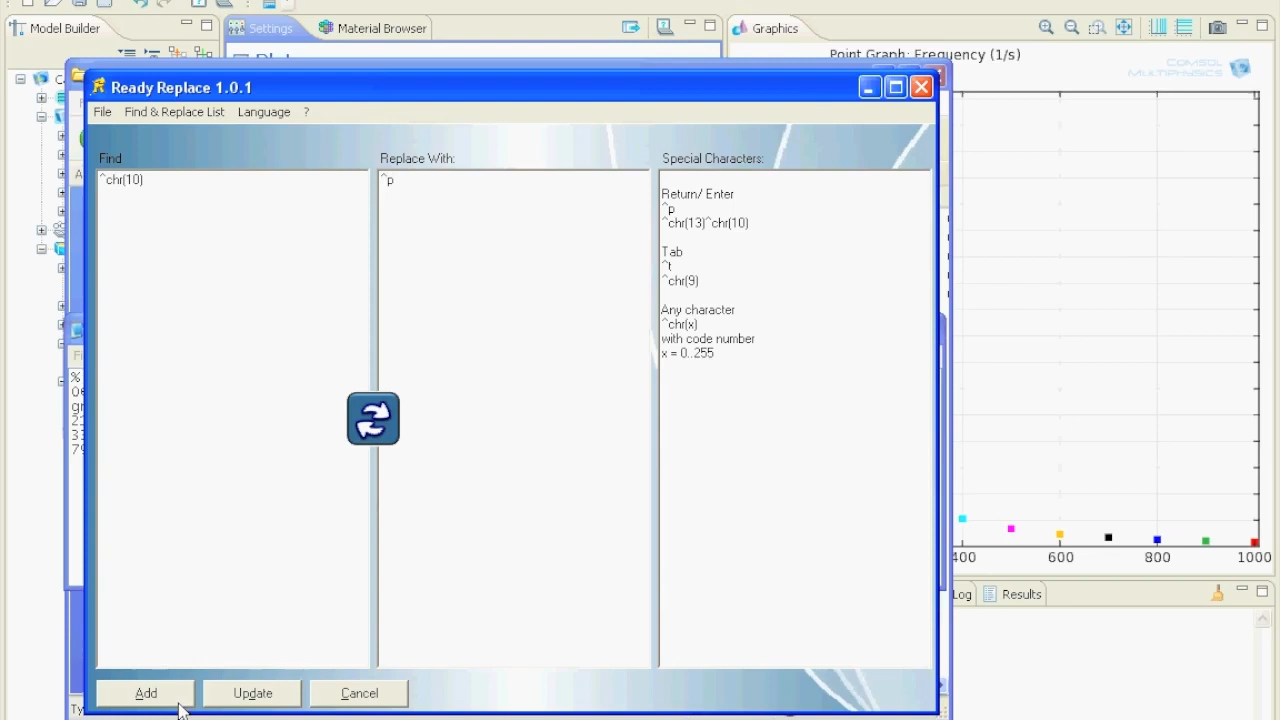 Model Builder
Settings
Material Browser
Graphics
Point Graph: Frequency (1/s)
COMSOL
MULTIPHYSICS
Ready Replace 1.0.1
File
Find & Replace List
Language
?
Find
Replace With:
Special Characters:
^chr(10)
^p
Return/ Enter
^p
^chr(13)^chr(10)
Tab
^t
^chr(9)
Any character
^chr(x)
with code number
x = 0..255
400
600
800
1000
Log
Results
Add
Update
Cancel